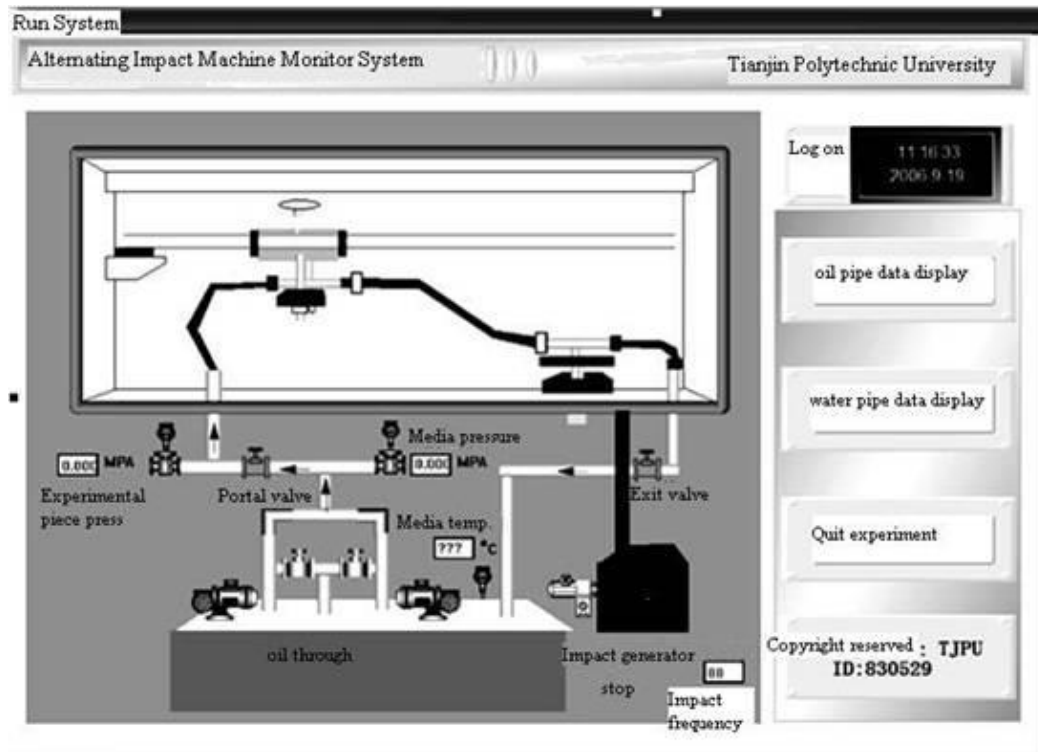 Run System
Alternating Impact Machine Monitor System
Tianjin Polytechnic University
Log on
11:16:33
2006.9.19
oil pipe data display
water pipe data display
Quit experiment
Copyright reserved : TJPU
ID:830529
Media pressure
0.000 MPA
0.000 MPA
Experimental
piece press
Portal valve
Exit valve
Media temp.
??? °C
oil through
Impact generator
stop
88
Impact
frequency